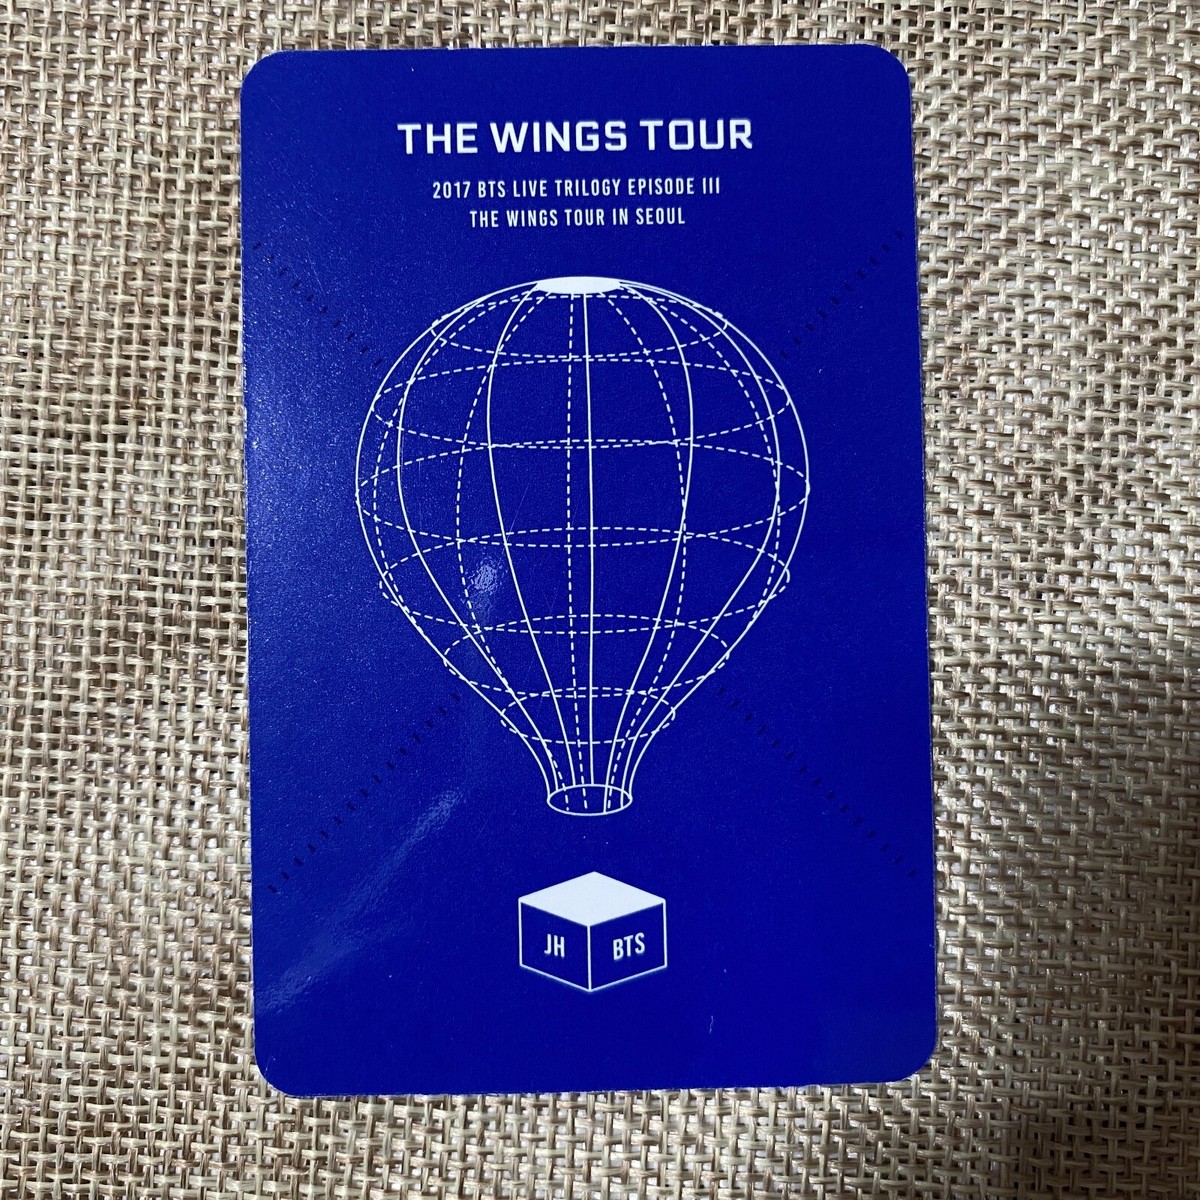 THE WINGS TOUR
2017 BTS LIVE TRILOGY EPISODE III
THE WINGS TOUR IN SEOUL
JH
BTS